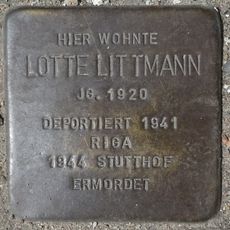 HIER WOHNTE
LOTTE LITTMANN
JG. 1920
DEPORTIERT 1941
RIGA
1944 STUTTHOF
ERMORDET